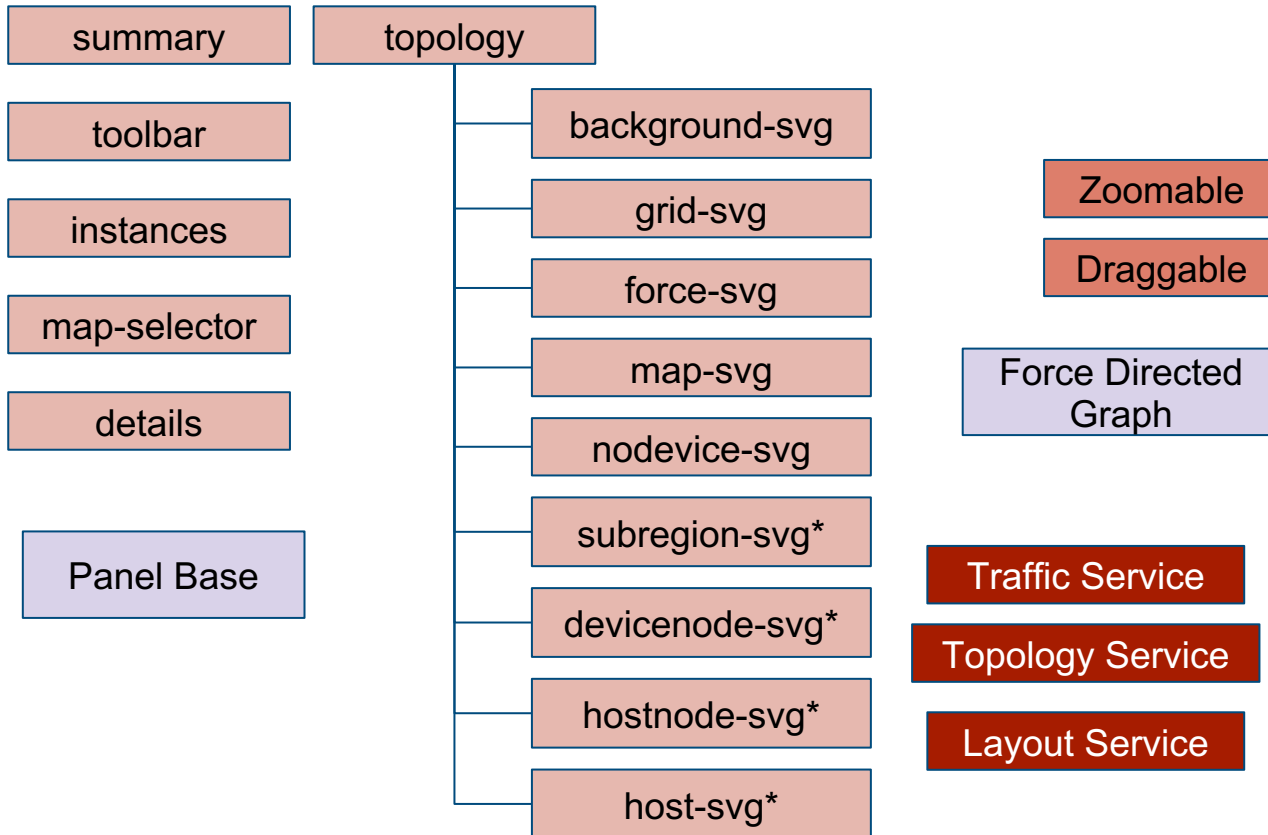 summary
topology
toolbar
instances
map-selector
details
Panel Base
background-svg
grid-svg
force-svg
map-svg
nodevice-svg
subregion-svg*
devicenode-svg*
hostnode-svg*
host-svg*
Zoomable
Draggable
Force Directed
Graph
Traffic Service
Topology Service
Layout Service